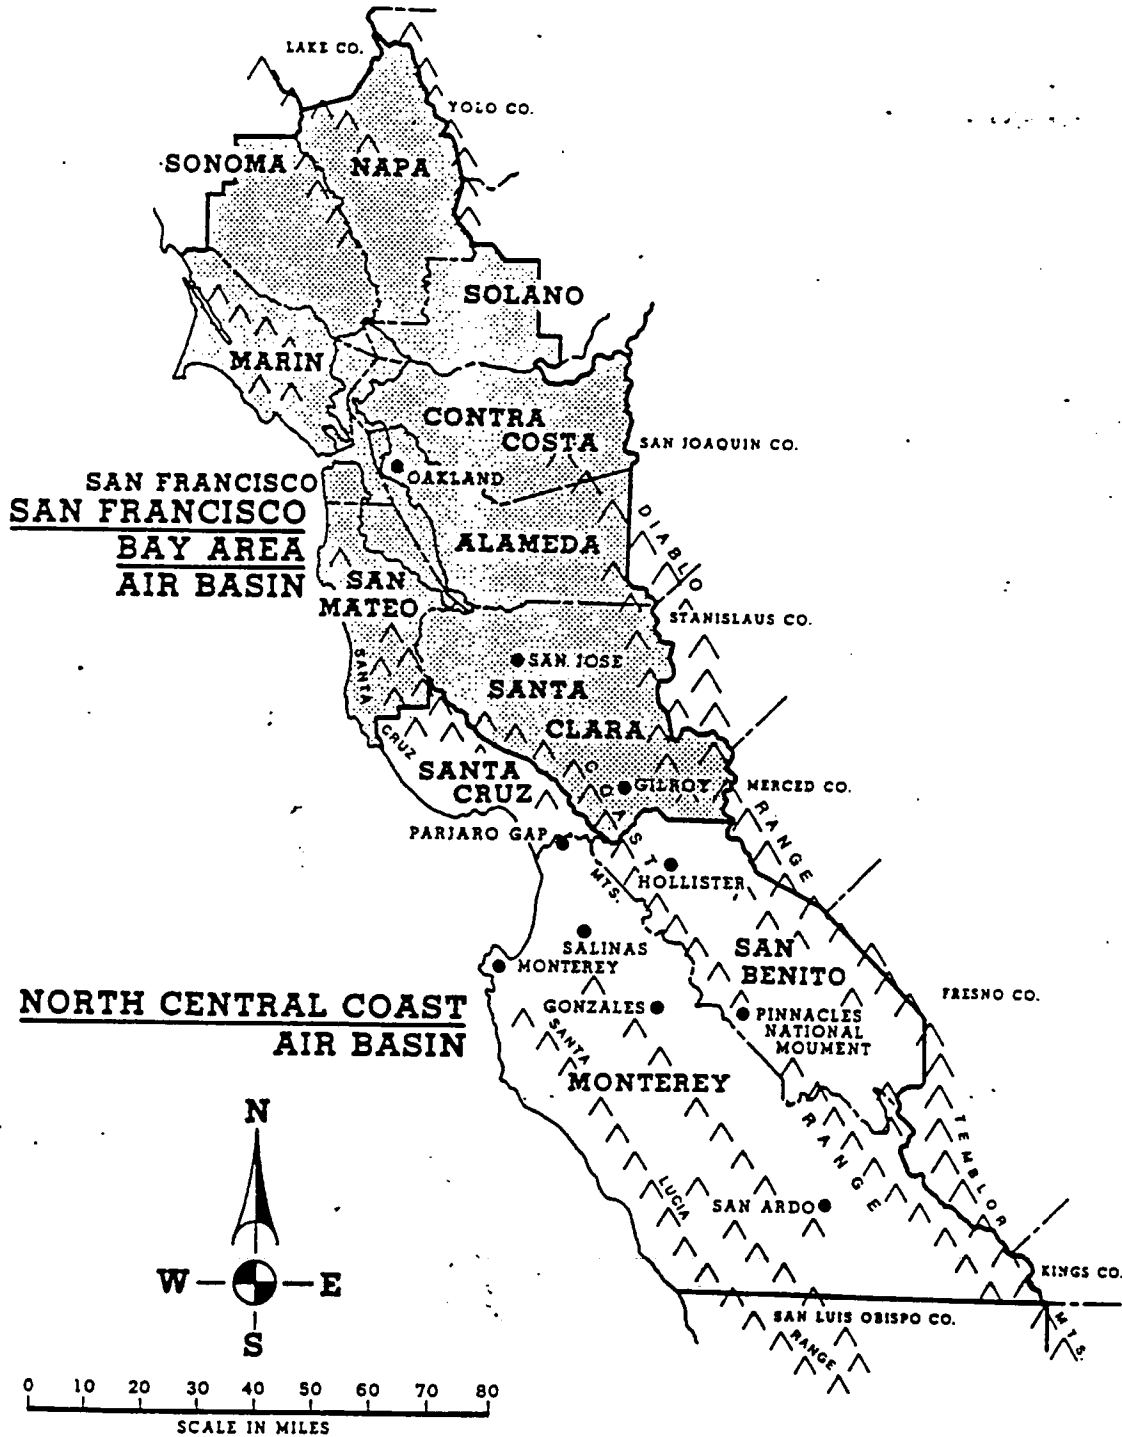 LAKE CO.
YOLO CO.
SONOMA
NAPA
SOLANO
MARIN
CONTRA
COSTA
SAN JOAQUIN CO.
OAKLAND
SAN FRANCISCO
SAN FRANCISCO
BAY AREA
AIR BASIN
ALAMEDA
DIABLO
SAN
MATEO
STANISLAUS CO.
SAN JOSE
SANTA
CLARA
SANTA
CRUZ
MTS.
SANTA
CRUZ
GILROY
MERCED CO.
COAST
RANGE
PARJARO GAP
HOLLISTER
SALINAS
MONTEREY
SAN
BENITO
NORTH CENTRAL COAST
AIR BASIN
GONZALES
PINNACLES
NATIONAL
MOUMENT
FRESNO CO.
SANTA
LUCIA
RANGE
MONTEREY
RANGE
TEMBLOR
MTS.
SAN ARDO
KINGS CO.
SAN LUIS OBISPO CO.
N
W E
S
0 10 20 30 40 50 60 70 80
SCALE IN MILES